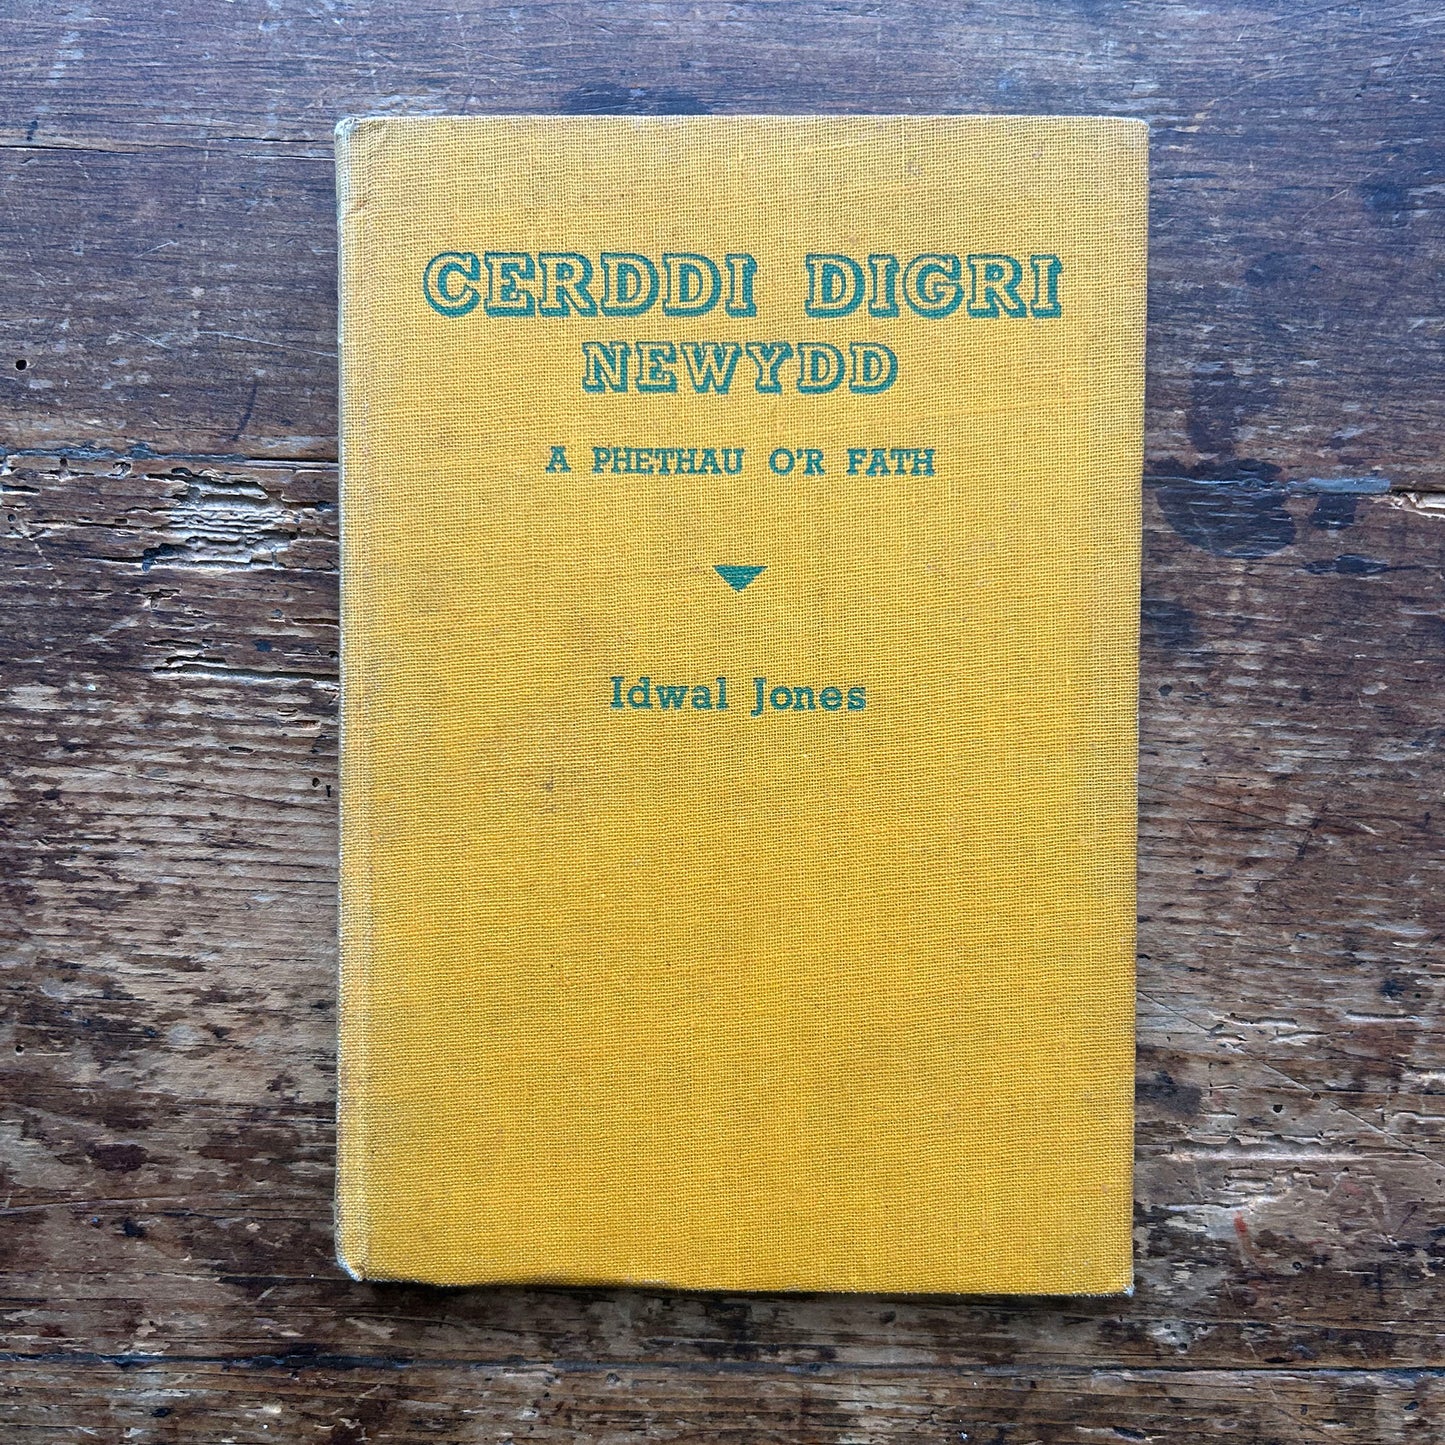 CERDDI DIGRI
NEWYDD
A PHETHAU O'R FATH
Idwal Jones